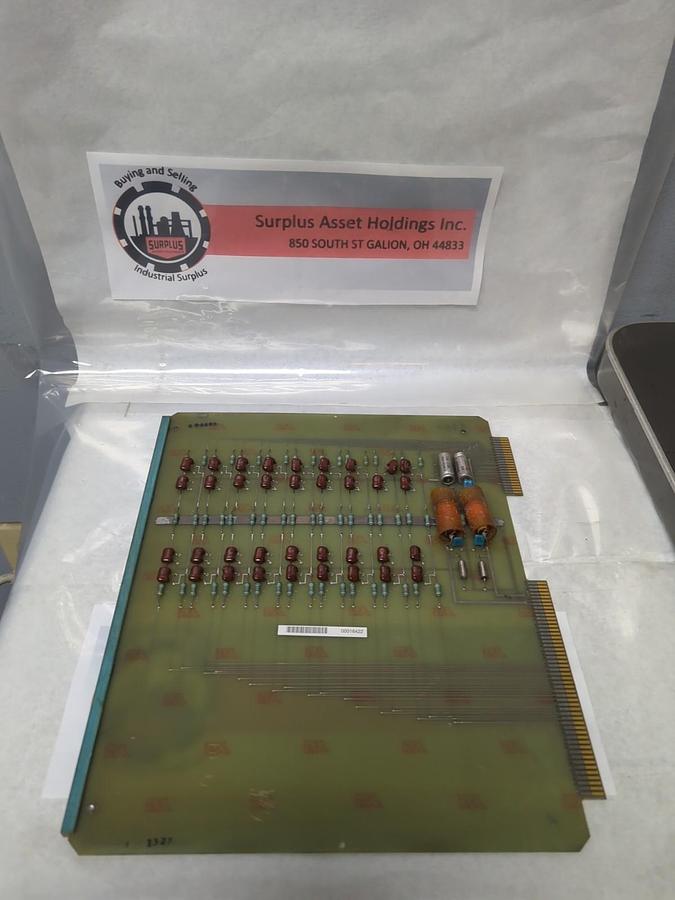 Buying and Selling
SURPLUS
Industrial Surplus
Surplus Asset Holdings Inc.
850 SOUTH ST GALION, OH 44833
00016422